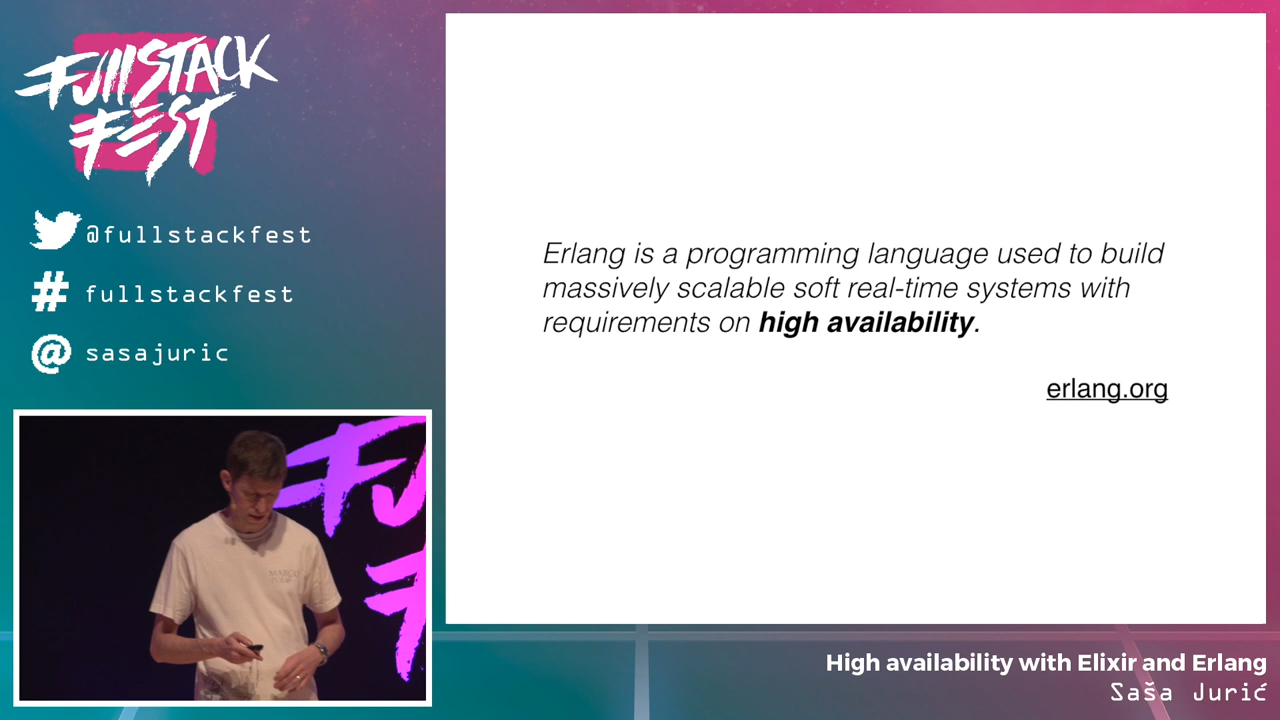 FullSTACK
FEST
@fullstackfest
# fullstackfest
@ sasajuric
Erlang is a programming language used to build
massively scalable soft real-time systems with
requirements on high availability.
erlang.org
High availability with Elixir and Erlang
Saša Jurić